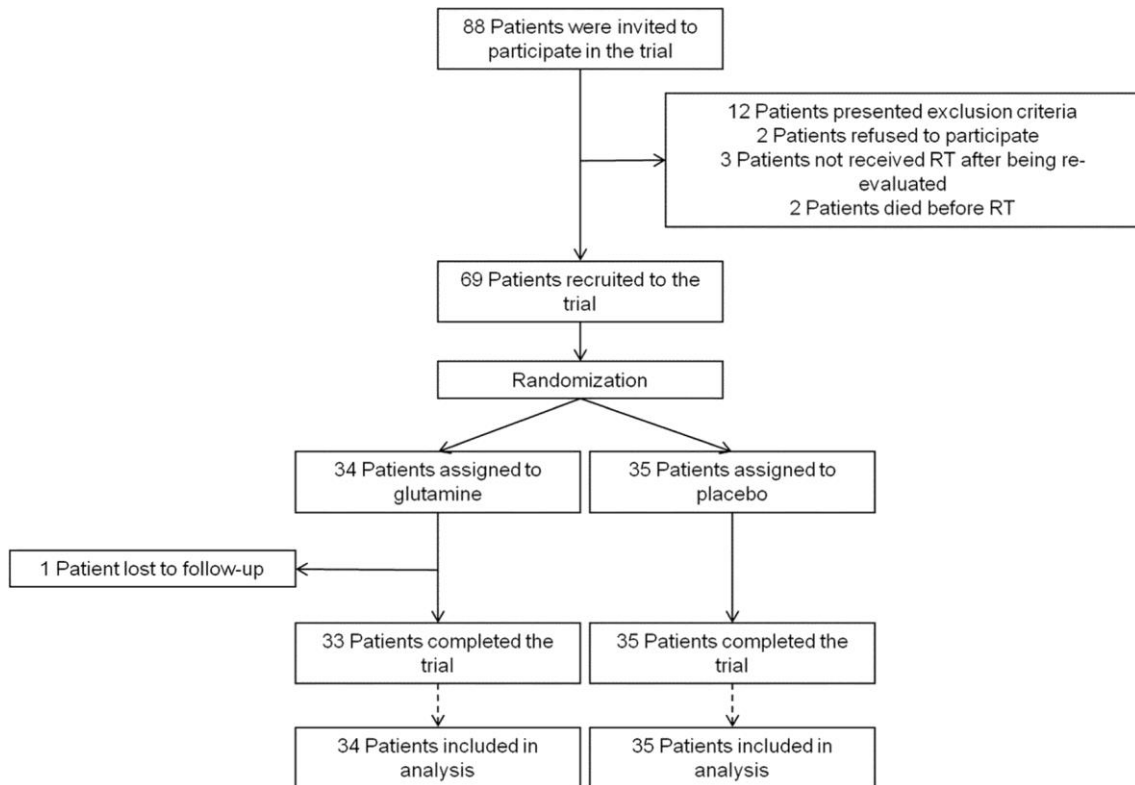 88 Patients were invited to
participate in the trial
12 Patients presented exclusion criteria
2 Patients refused to participate
3 Patients not received RT after being re-
evaluated
2 Patients died before RT
69 Patients recruited to the
trial
Randomization
34 Patients assigned to
glutamine
35 Patients assigned to
placebo
1 Patient lost to follow-up
33 Patients completed the
trial
35 Patients completed the
trial
34 Patients included in
analysis
35 Patients included in
analysis